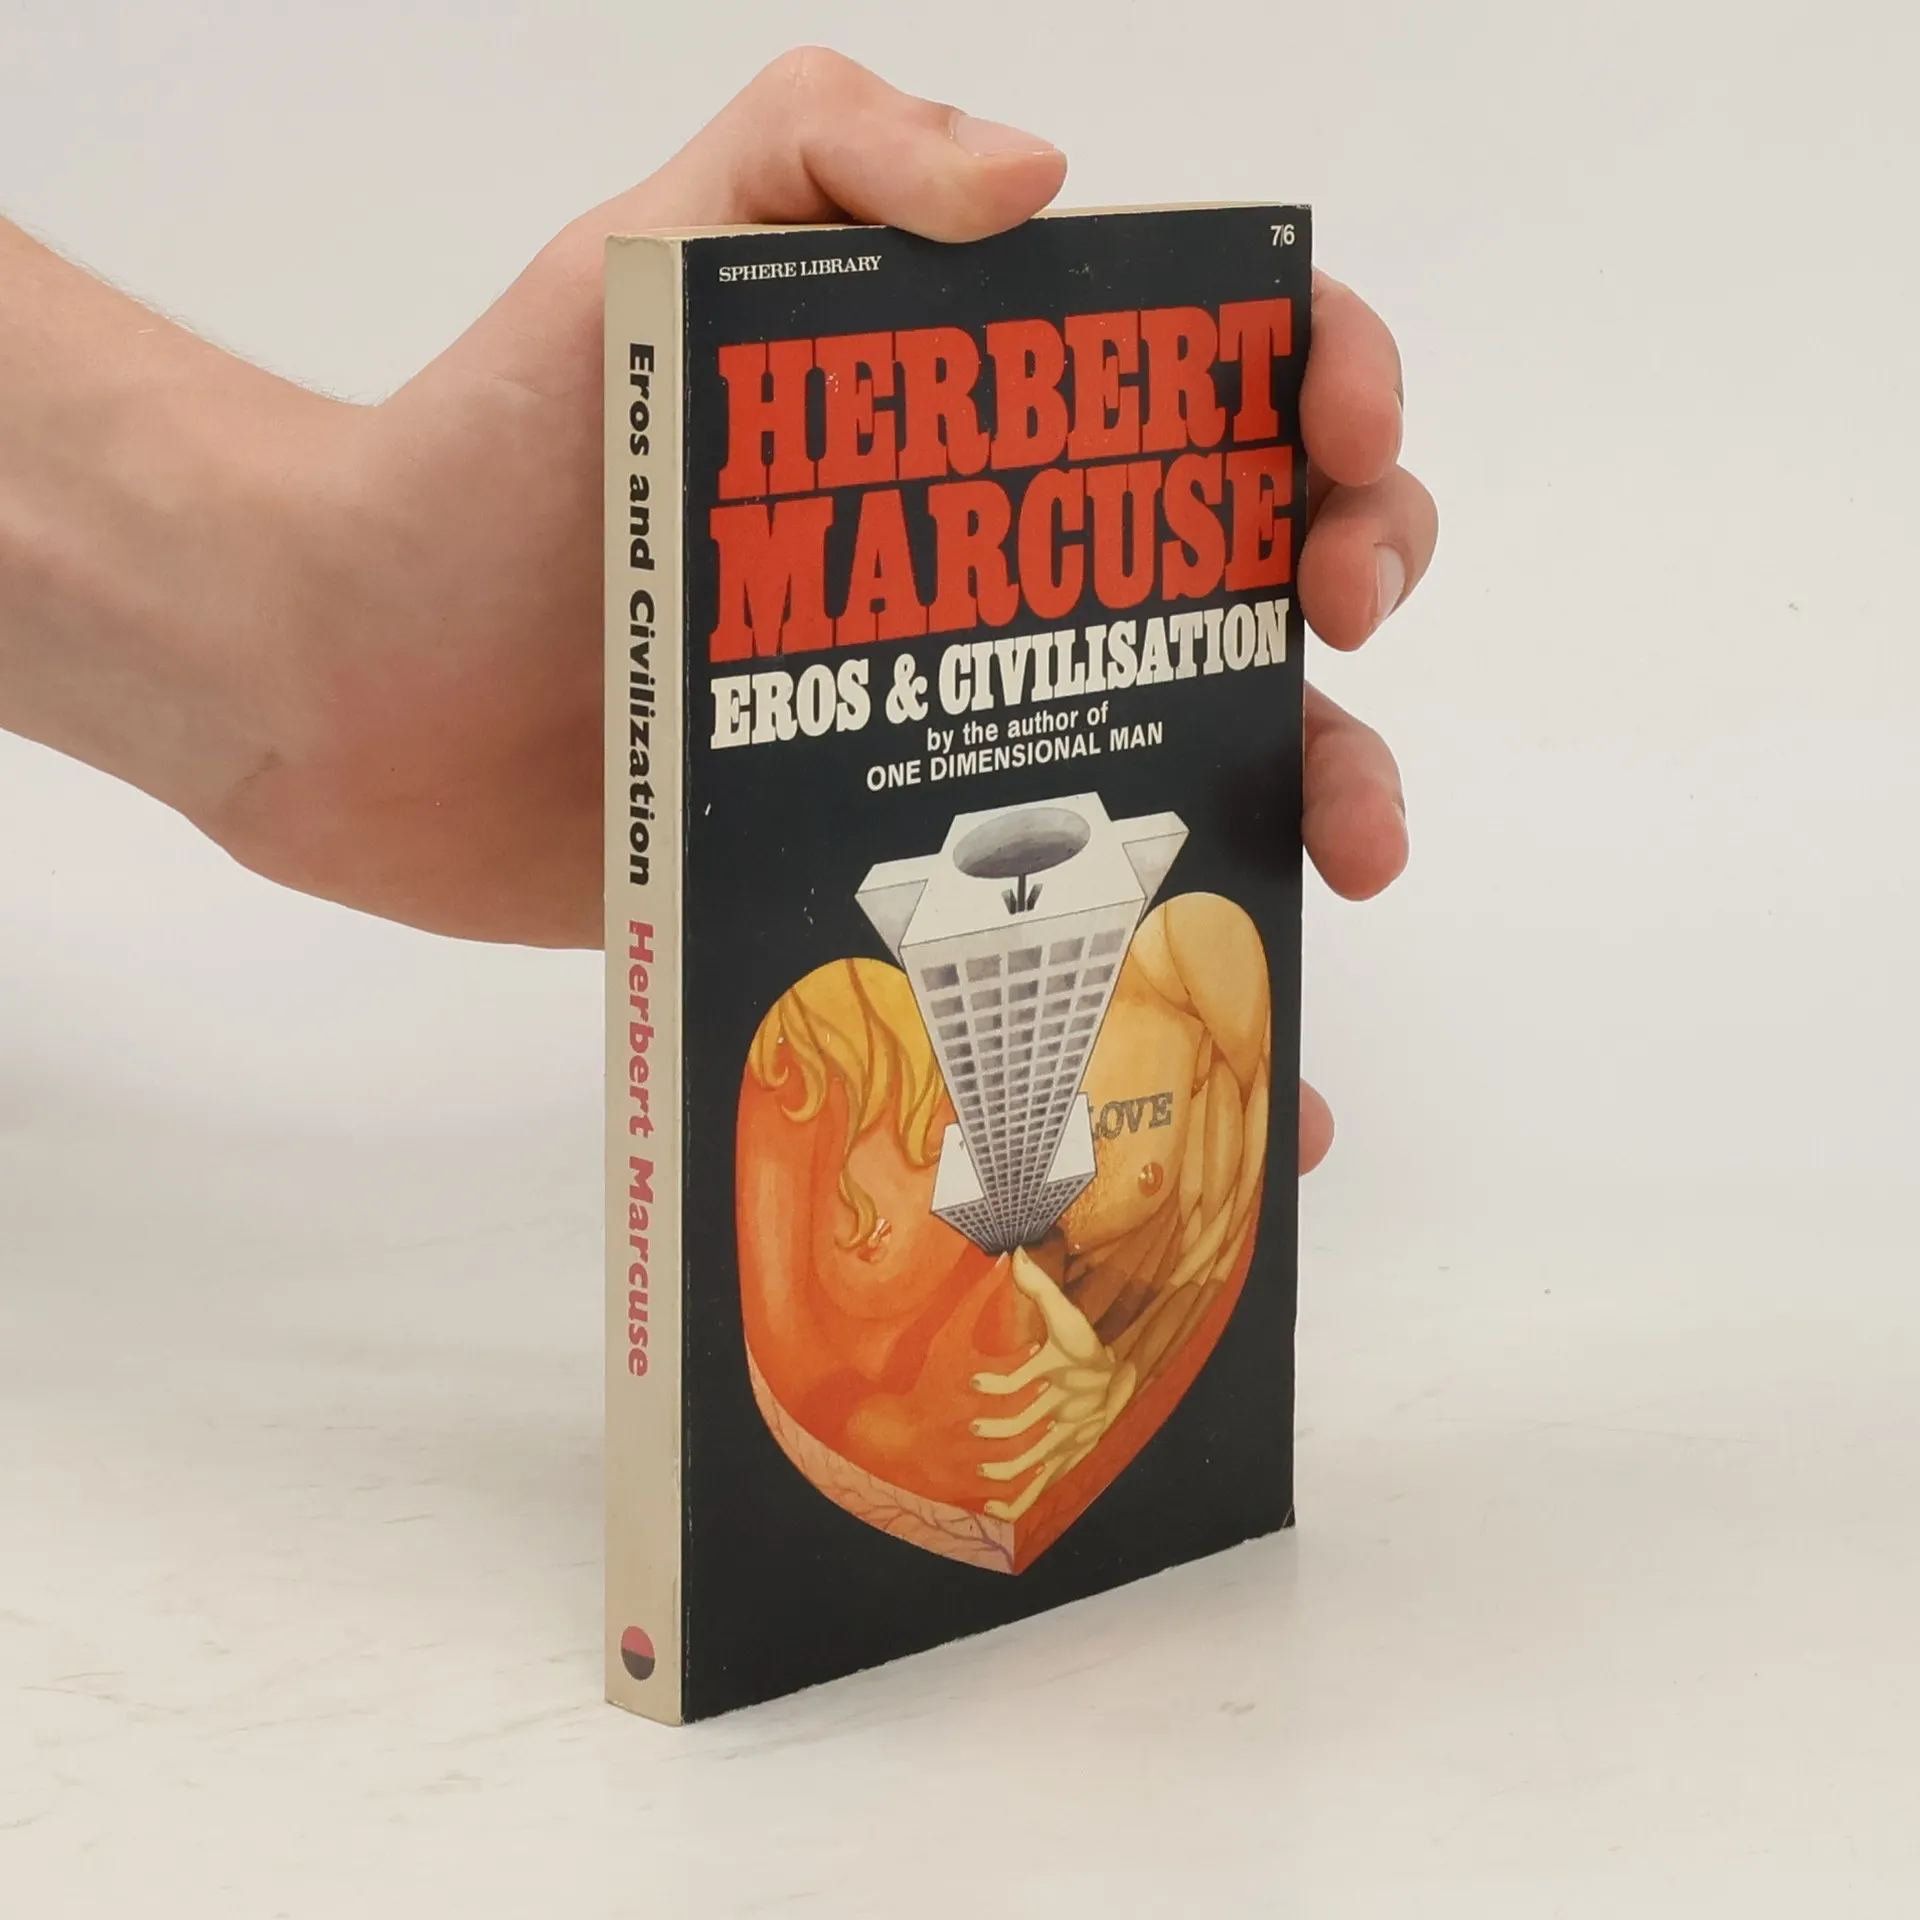 SPHERE LIBRARY
7/6
HERBERT
MARCUSE
EROS & CIVILISATION
by the author of
ONE DIMENSIONAL MAN
LOVE
Eros and Civilization Herbert Marcuse